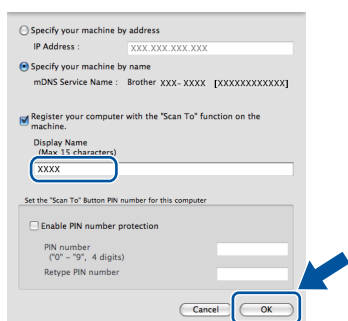 Specify your machine by address
IP Address : XXX.XXX.XXX.XXX
Specify your machine by name
mDNS Service Name : Brother XXX- XXXX [XXXXXXXXXXXX]
Register your computer with the "Scan To" function on the
machine.
Display Name
(Max 15 characters)
XXXX
Set the "Scan To" Button PIN number for this computer
Enable PIN number protection
PIN number
("0" – "9", 4 digits)
Retype PIN number
Cancel OK